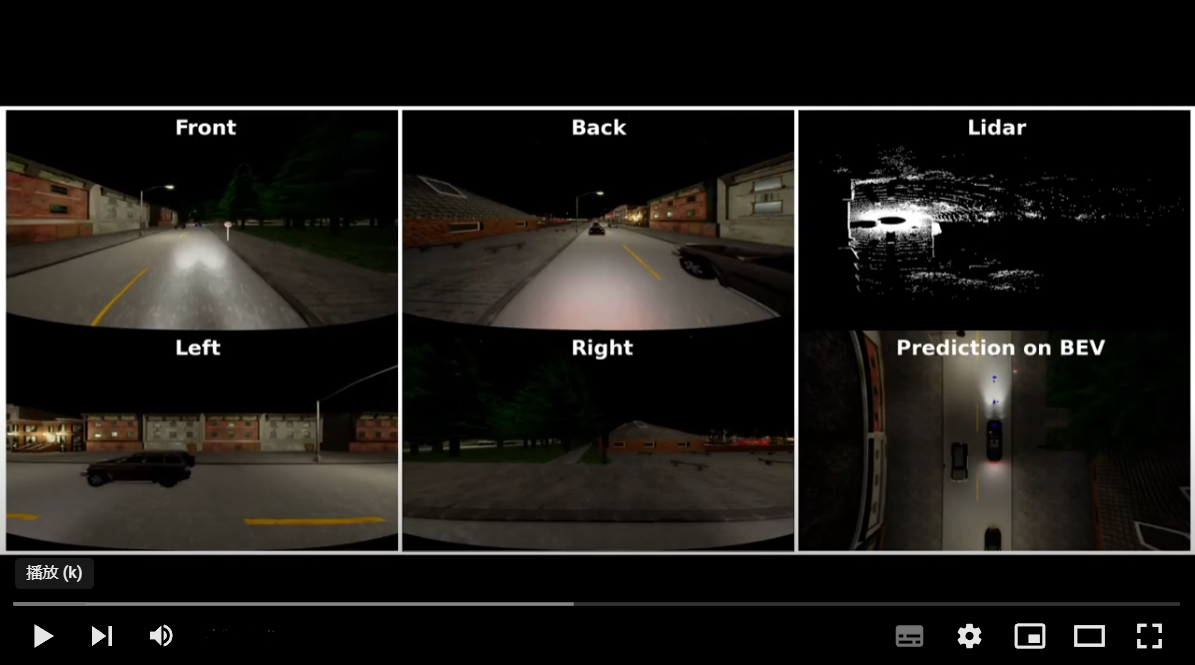 Front
Back
Lidar
Left
Right
Prediction on BEV
播放 (k)